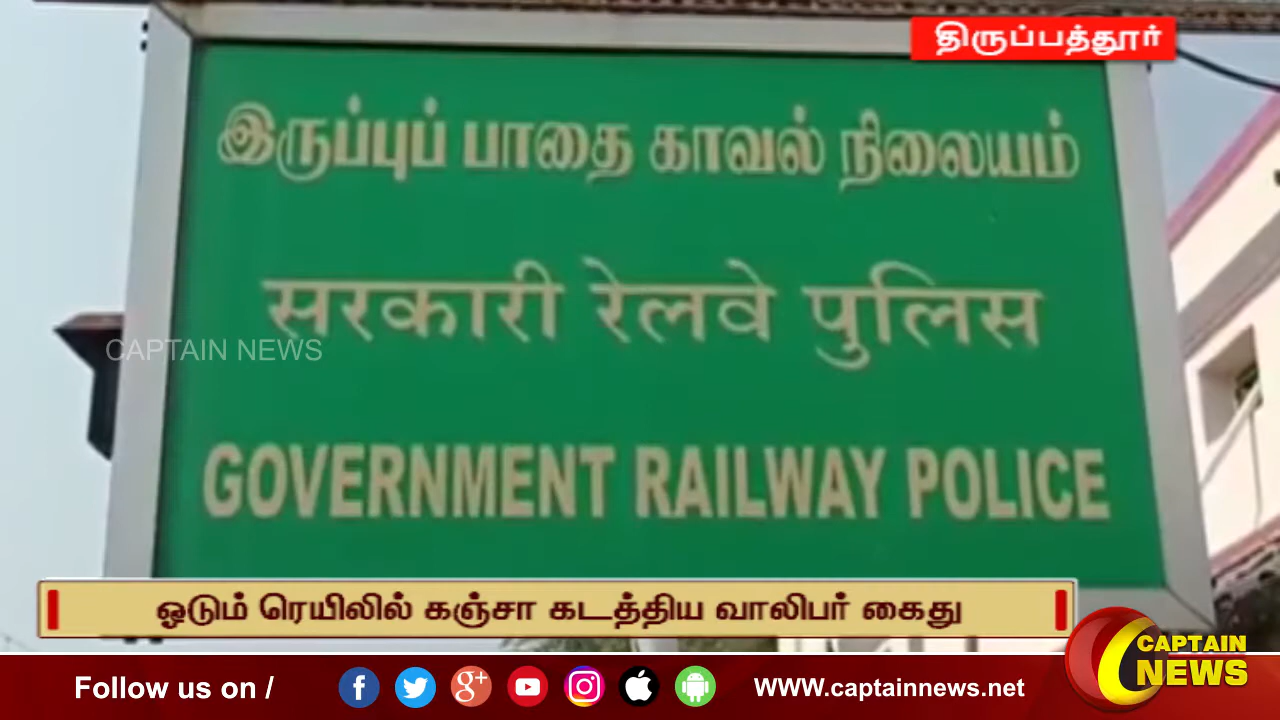 திருப்பத்தூர்
இருப்புப் பாதை காவல் நிலையம்
सरकारी रेलवे पुलिस
CAPTAIN NEWS
GOVERNMENT RAILWAY POLICE
ஒடும் ரெயிலில் கஞ்சா கடத்திய வாலிபர் கைது
CAPTAIN
NEWS
Follow us on / WWW.captainnews.net